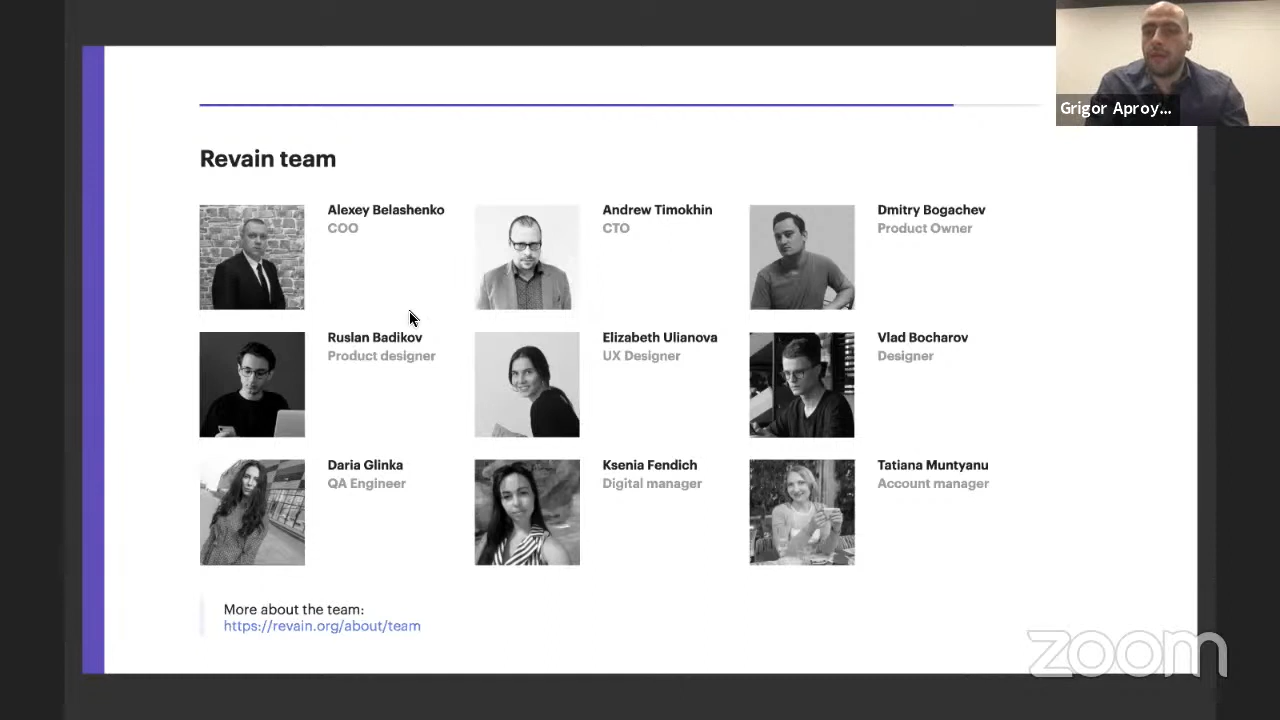 Grigor Aproy...
Revain team
Alexey Belashenko
COO
Andrew Timokhin
CTO
Dmitry Bogachev
Product Owner
Ruslan Badikov
Product designer
Elizabeth Ulianova
UX Designer
Vlad Bocharov
Designer
Daria Glinka
QA Engineer
Ksenia Fendich
Digital manager
Tatiana Muntyanu
Account manager
More about the team:
https://revain.org/about/team
zoom